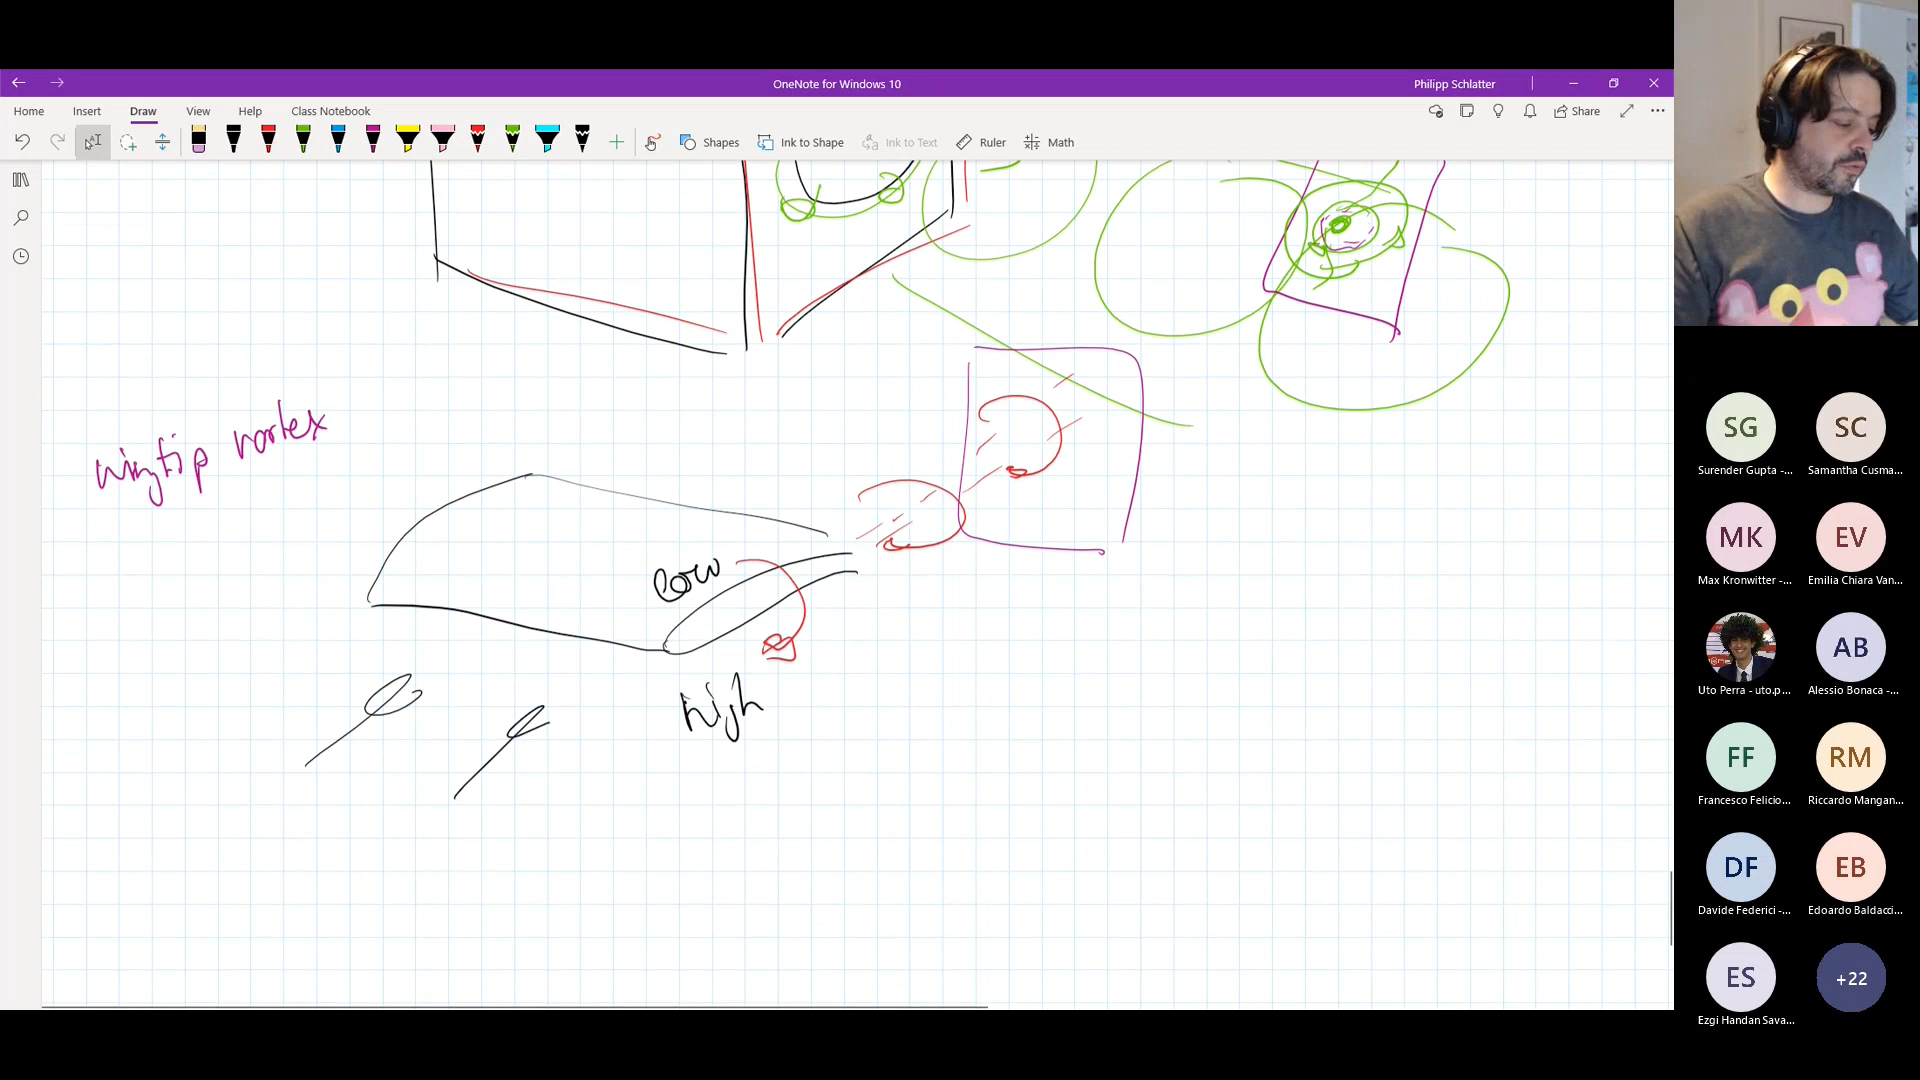 OneNote for Windows 10
Philipp Schlatter
Home Insert Draw View Help Class Notebook
Share
Shapes Ink to Shape Ink to Text Ruler Math
wingtip vortex
low
high
SG SC
Surender Gupta -... Samantha Cusma...
MK EV
Max Kronwitter -... Emilia Chiara Van...
AB
Uto Perra - uto.p... Alessio Bonaca -...
FF RM
Francesco Felicio... Riccardo Mangan...
DF EB
Davide Federici -... Edoardo Baldacci...
ES +22
Ezgi Handan Sava...